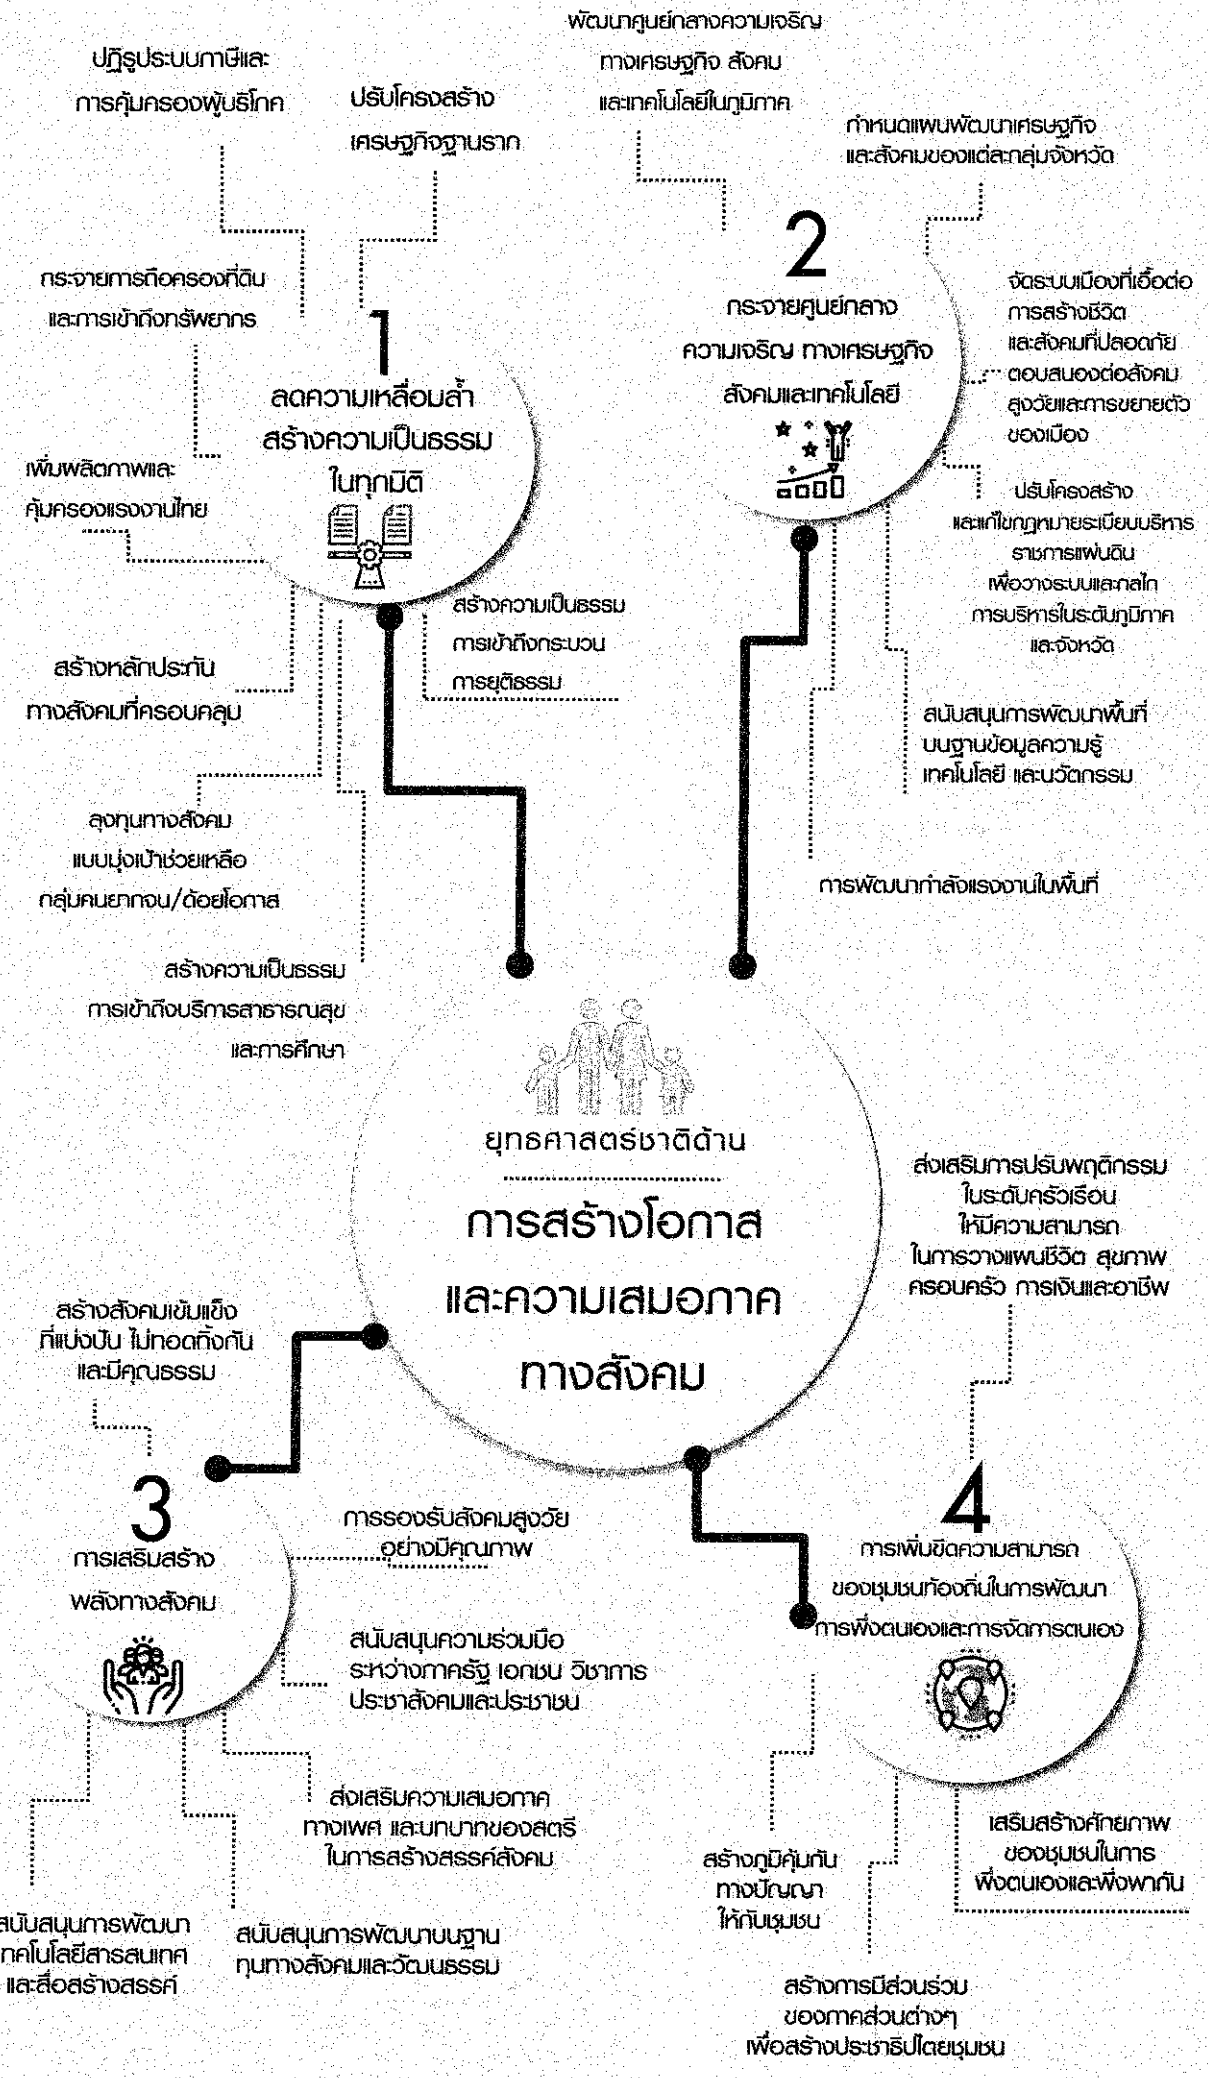 ปฏิรูประบบภาษีและ
การคุ้มครองผู้บริโภค
ปรับโครงสร้าง
เศรษฐกิจฐานราก
พัฒนาศูนย์กลางความเจริญ
ทางเศรษฐกิจ สังคม
และเทคโนโลยีในภูมิภาค
กำหนดแผนพัฒนาเศรษฐกิจ
และสังคมของแต่ละกลุ่มจังหวัด
กระจายการถือครองที่ดิน
และการเข้าถึงทรัพยากร
1
ลดความเหลื่อมล้ำ
สร้างความเป็นธรรม
ในทุกมิติ
เพิ่มผลิตภาพและ
คุ้มครองแรงงานไทย
สร้างความเป็นธรรม
การเข้าถึงกระบวน
การยุติธรรม
สร้างหลักประกัน
ทางสังคมที่ครอบคลุม
ลงทุนทางสังคม
แบบมุ่งเป้าช่วยเหลือ
กลุ่มคนยากจน/ด้อยโอกาส
สร้างความเป็นธรรม
การเข้าถึงบริการสาธารณสุข
และการศึกษา
2
กระจายศูนย์กลาง
ความเจริญ ทางเศรษฐกิจ
สังคมและเทคโนโลยี
จัดระบบเมืองที่เอื้อต่อ
การสร้างชีวิต
และสังคมที่ปลอดภัย
ตอบสนองต่อสังคม
สูงวัยและการขยายตัว
ของเมือง
ปรับโครงสร้าง
และแก้ไขกฎหมายระเบียบบริหาร
ราชการแผ่นดิน
เพื่อวางระบบและกลไก
การบริหารในระดับภูมิภาค
และจังหวัด
สนับสนุนการพัฒนาพื้นที่
บนฐานข้อมูลความรู้
เทคโนโลยี และนวัตกรรม
การพัฒนากำลังแรงงานในพื้นที่
ยุทธศาสตร์ชาติด้าน
การสร้างโอกาส
และความเสมอภาค
ทางสังคม
สร้างสังคมเข้มแข็ง
ที่แบ่งปัน ไม่ทอดทิ้งกัน
และมีคุณธรรม
3
การเสริมสร้าง
พลังทางสังคม
การรองรับสังคมสูงวัย
อย่างมีคุณภาพ
สนับสนุนความร่วมมือ
ระหว่างภาครัฐ เอกชน วิชาการ
ประชาสังคมและประชาชน
ส่งเสริมความเสมอภาค
ทางเพศ และบทบาทของสตรี
ในการสร้างสรรค์สังคม
สนับสนุนการพัฒนาบนฐาน
ทุนทางสังคมและวัฒนธรรม
สนับสนุนการพัฒนา
ทคโนโลยีสารสนเทศ
และสื่อสร้างสรรค์
ส่งเสริมการปรับพฤติกรรม
ในระดับครัวเรือน
ให้มีความสามารถ
ในการวางแผนชีวิต สุขภาพ
ครอบครัว การเงินและอาชีพ
4
การเพิ่มขีดความสามารถ
ของชุมชนท้องถิ่นในการพัฒนา
การพึ่งตนเองและการจัดการตนเอง
เสริมสร้างศักยภาพ
ของชุมชนในการ
พึ่งตนเองและพึ่งพากัน
สร้างภูมิคุ้มกัน
ทางปัญญา
ให้กับชุมชน
สร้างการมีส่วนร่วม
ของภาคส่วนต่างๆ
เพื่อสร้างประชาธิปไตยชุมชน